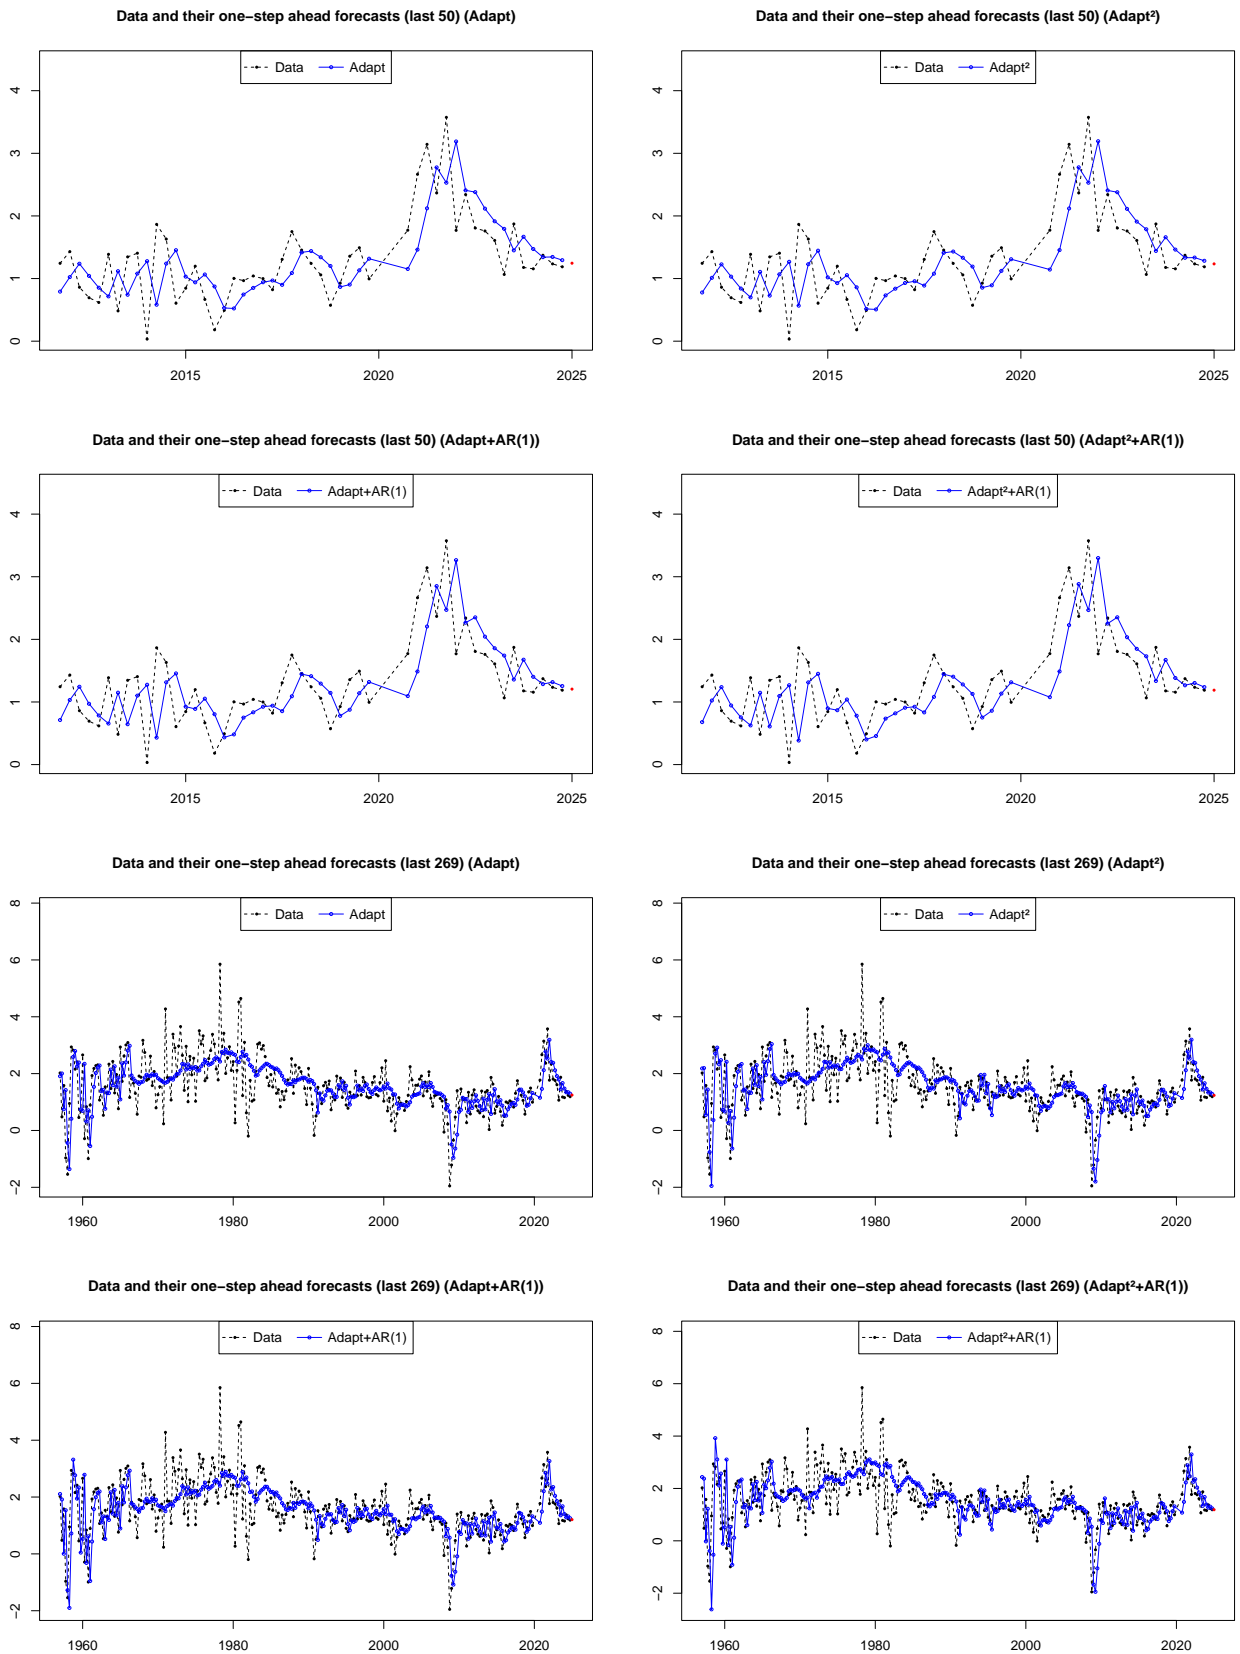 Data and their one−step ahead forecasts (last 50) (Adapt)
Data Adapt
4
3
2
1
0
2015 2020 2025
Data and their one−step ahead forecasts (last 50) (Adapt²)
Data Adapt²
4
3
2
1
0
2015 2020 2025
Data and their one−step ahead forecasts (last 50) (Adapt+AR(1))
Data Adapt+AR(1)
4
3
2
1
0
2015 2020 2025
Data and their one−step ahead forecasts (last 50) (Adapt²+AR(1))
Data Adapt²+AR(1)
4
3
2
1
0
2015 2020 2025
Data and their one−step ahead forecasts (last 269) (Adapt)
Data Adapt
8
6
4
2
0
−2
1960 1980 2000 2020
Data and their one−step ahead forecasts (last 269) (Adapt²)
Data Adapt²
8
6
4
2
0
−2
1960 1980 2000 2020
Data and their one−step ahead forecasts (last 269) (Adapt+AR(1))
Data Adapt+AR(1)
8
6
4
2
0
−2
1960 1980 2000 2020
Data and their one−step ahead forecasts (last 269) (Adapt²+AR(1))
Data Adapt²+AR(1)
8
6
4
2
0
−2
1960 1980 2000 2020